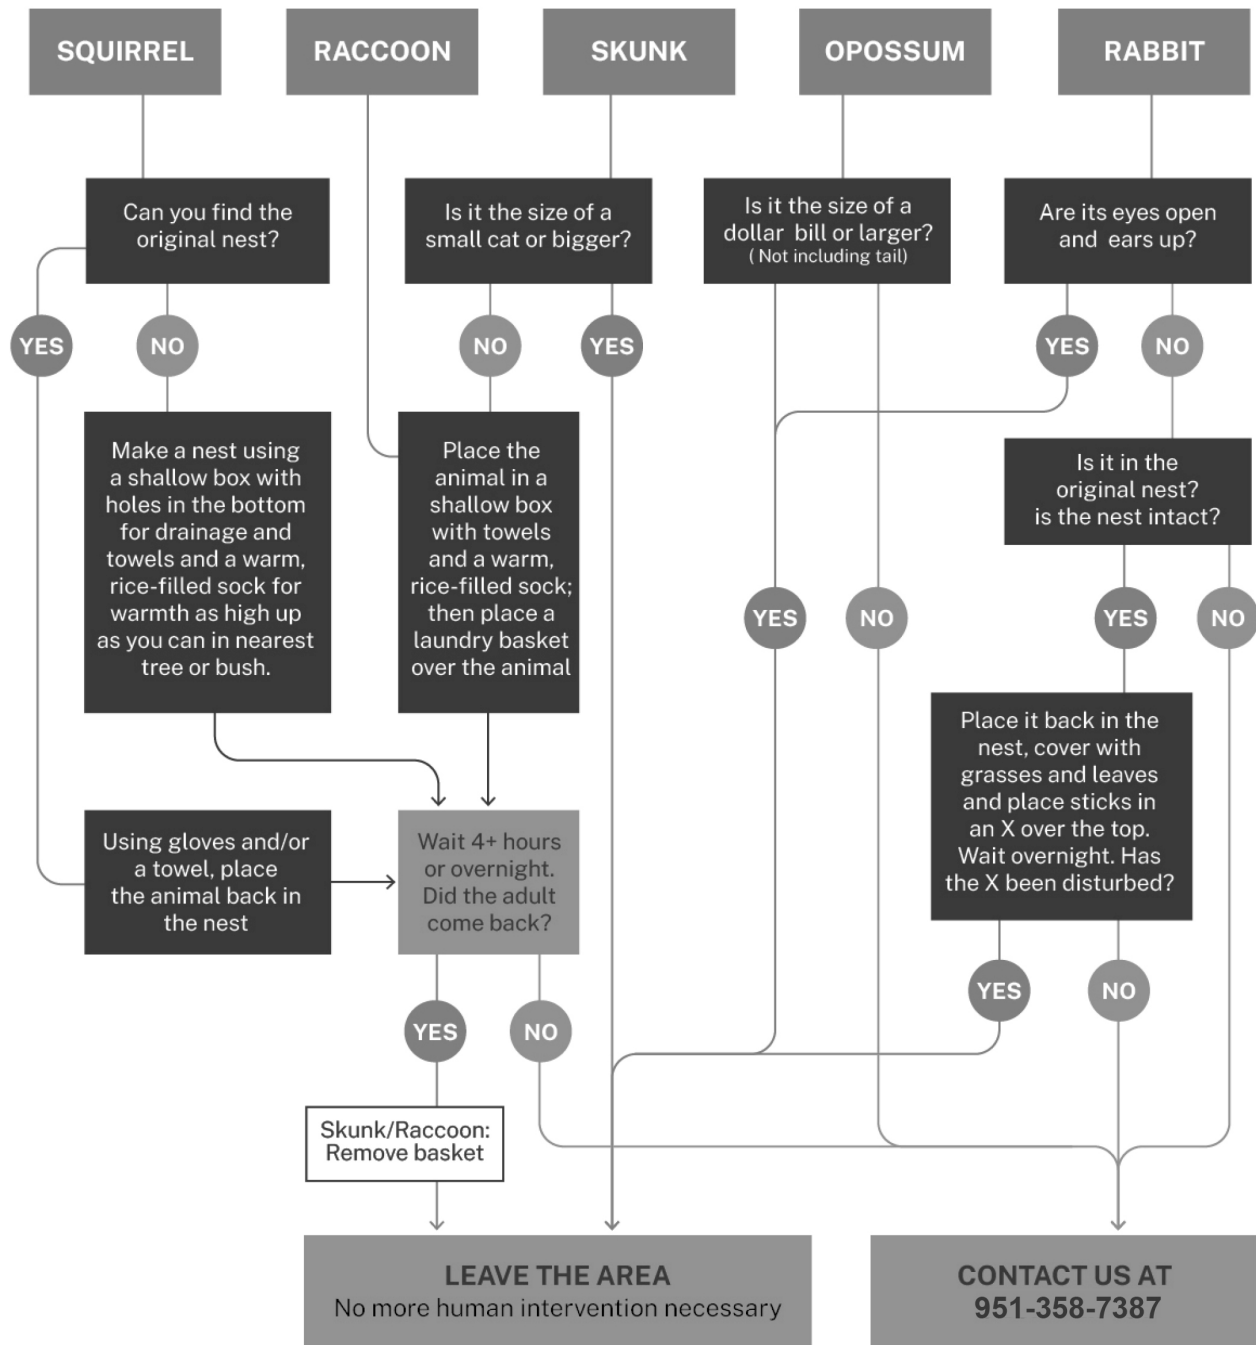 SQUIRREL
RACCOON
SKUNK
OPOSSUM
RABBIT
Can you find the
original nest?
Is it the size of a
small cat or bigger?
Is it the size of a
dollar bill or larger?
( Not including tail)
Are its eyes open
and ears up?
YES
NO
NO
YES
YES
NO
Make a nest using
a shallow box with
holes in the bottom
for drainage and
towels and a warm,
rice-filled sock for
warmth as high up
as you can in nearest
tree or bush.
Place the
animal in a
shallow box
with towels
and a warm,
rice-filled sock;
then place a
laundry basket
over the animal
Is it in the
original nest?
is the nest intact?
YES
NO
YES
NO
Place it back in the
nest, cover with
grasses and leaves
and place sticks in
an X over the top.
Wait overnight. Has
the X been disturbed?
Using gloves and/or
a towel, place
the animal back in
the nest
Wait 4+ hours
or overnight.
Did the adult
come back?
YES
NO
YES
NO
Skunk/Raccoon:
Remove basket
LEAVE THE AREA
No more human intervention necessary
CONTACT US AT
951-358-7387